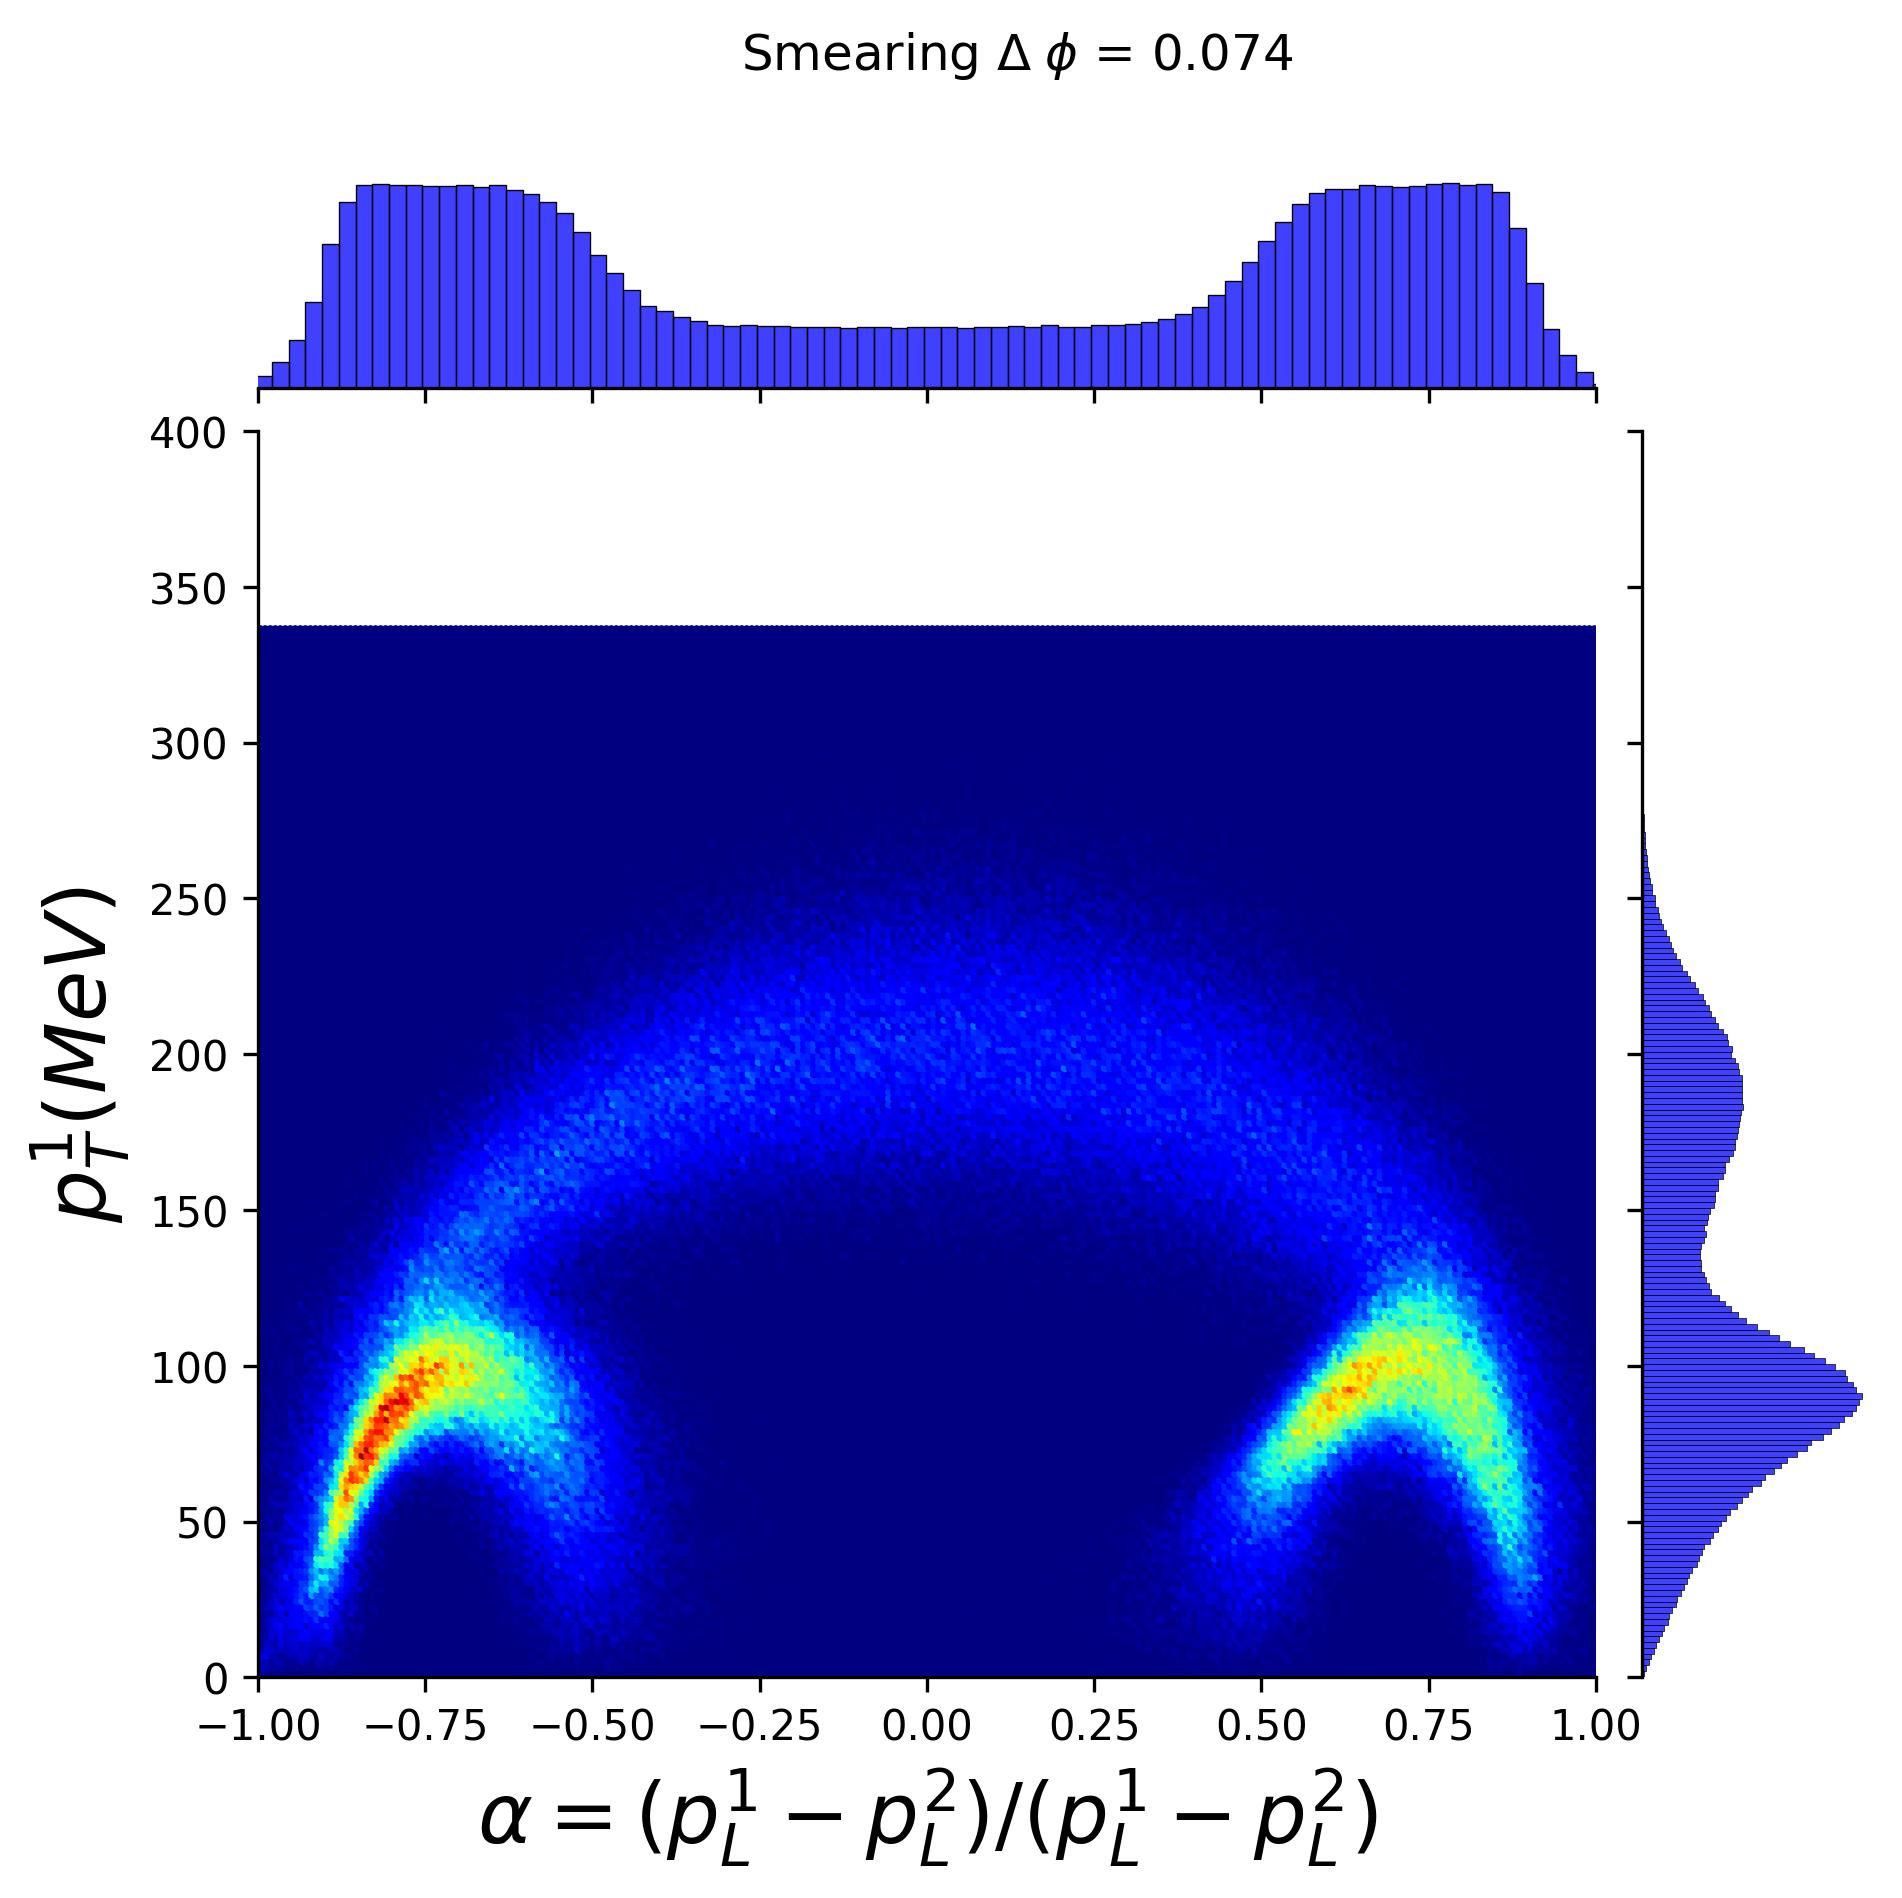 Smearing Δ ϕ = 0.074
400
350
300
250
200
150
100
50
0
p_T^1(MeV)
−1.00 −0.75 −0.50 −0.25 0.00 0.25 0.50 0.75 1.00
α = (p_L^1 − p_L^2)/(p_L^1 − p_L^2)